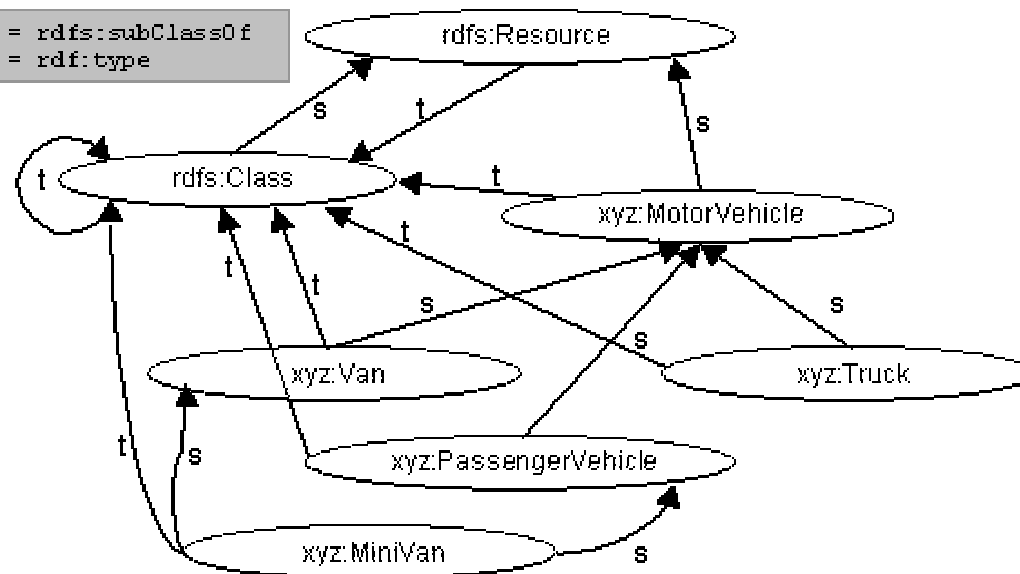 = rdfs:subClassOf
= rdf:type
rdfs:Resource
s
t
s
t
rdfs:Class
t
xyz:MotorVehicle
t
t
t
s
s
s
xyz:Van
xyz:Truck
t
s
xyz:PassengerVehicle
xyz:MiniVan
s